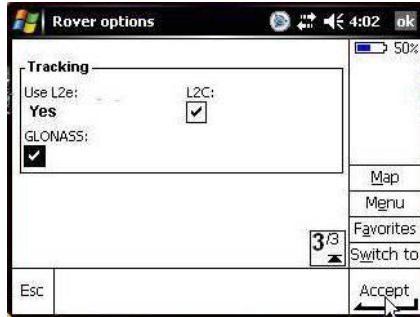 Rover options 4:02 ok
50%
Tracking
Use L2e: L2C:
Yes
GLONASS:
Map
Menu
Favorites
3/3
Switch to
Esc Accept